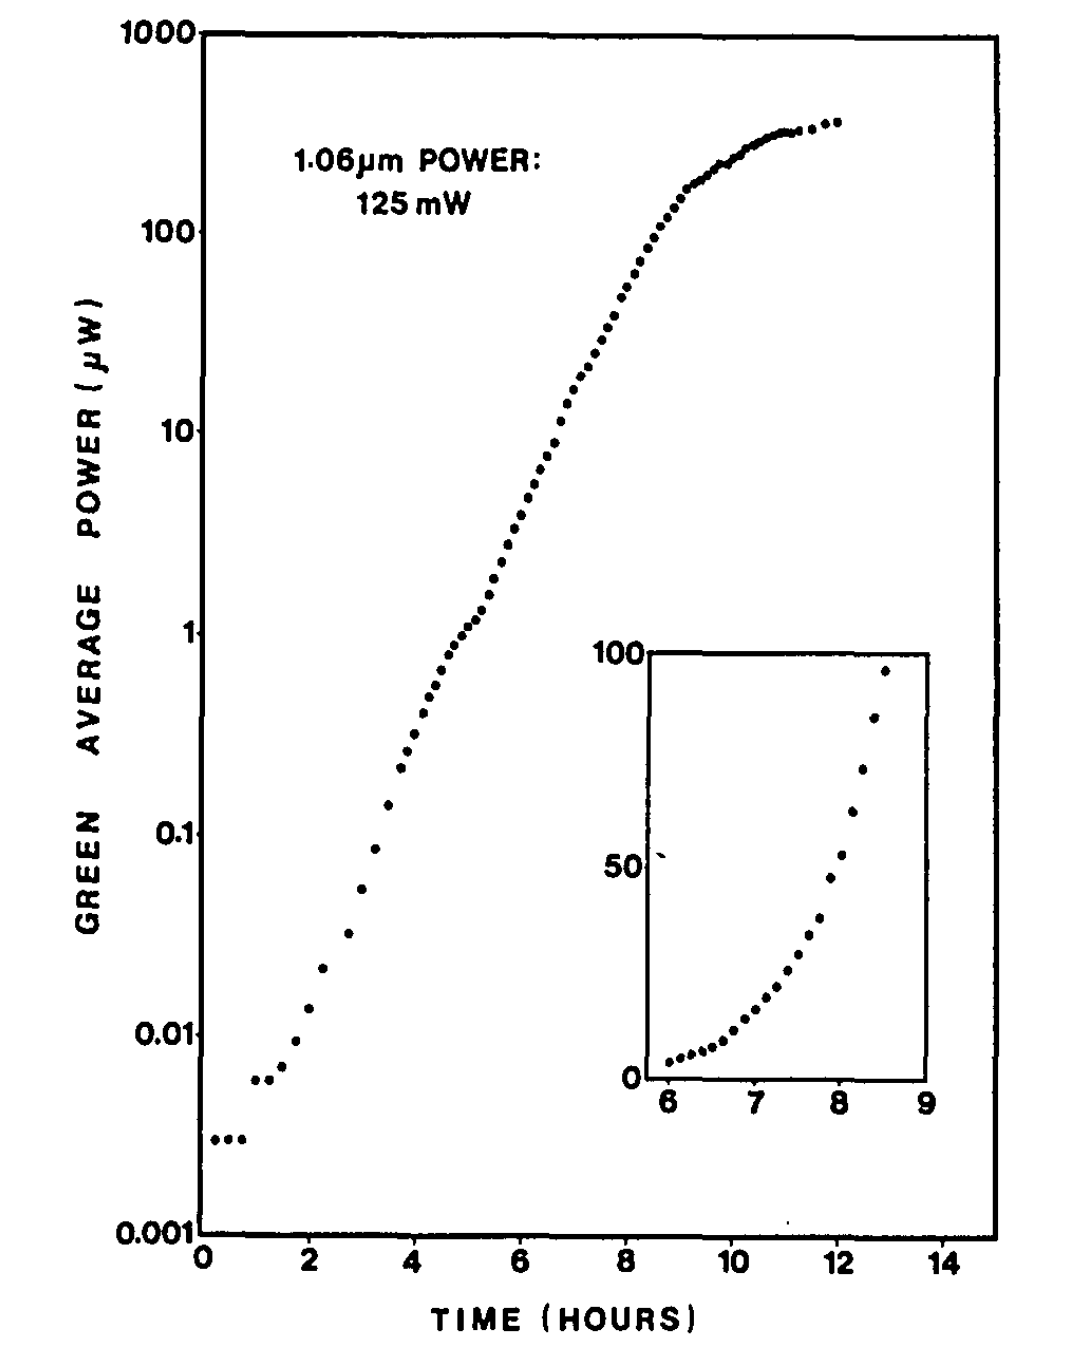 1000
1.06μm POWER:
125 mW
100
10
1
0.1
0.01
0.001
GREEN AVERAGE POWER (μW)
100
50
0
6 7 8 9
0 2 4 6 8 10 12 14
TIME (HOURS)